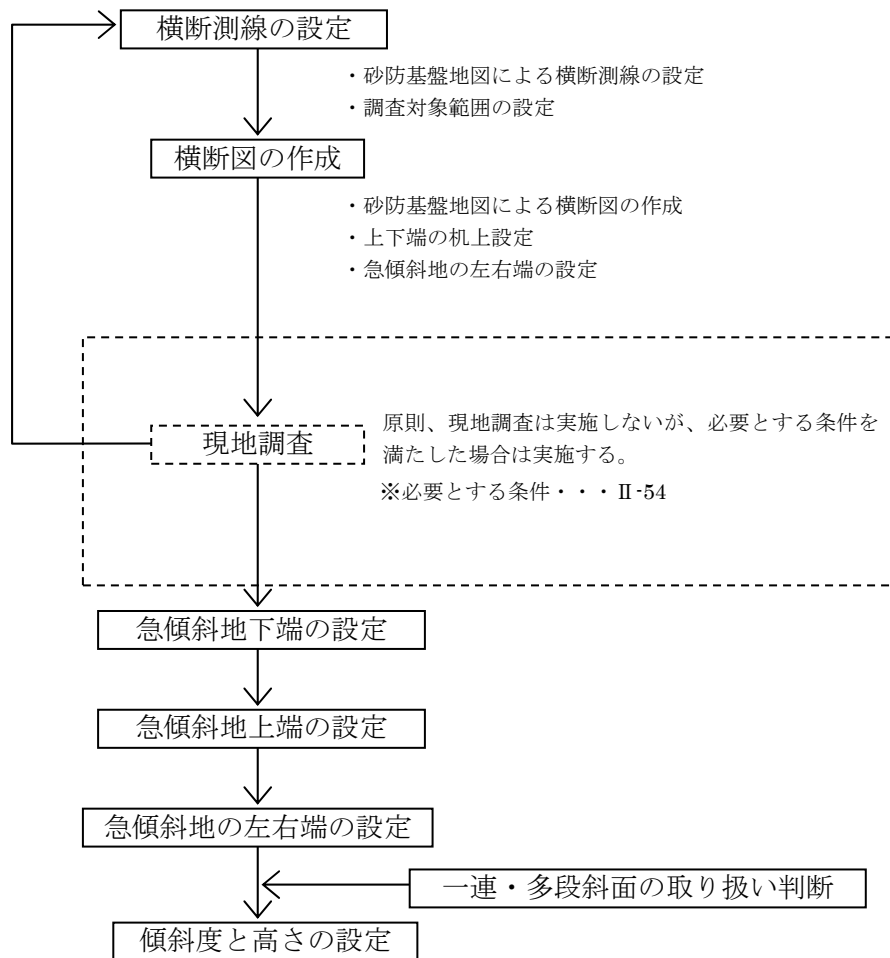 横断測線の設定
・砂防基盤地図による横断測線の設定
・調査対象範囲の設定
横断図の作成
・砂防基盤地図による横断図の作成
・上下端の机上設定
・急傾斜地の左右端の設定
現地調査
原則、現地調査は実施しないが、必要とする条件を
満たした場合は実施する。
※必要とする条件・・・Ⅱ-54
急傾斜地下端の設定
急傾斜地上端の設定
急傾斜地の左右端の設定
一連・多段斜面の取り扱い判断
傾斜度と高さの設定